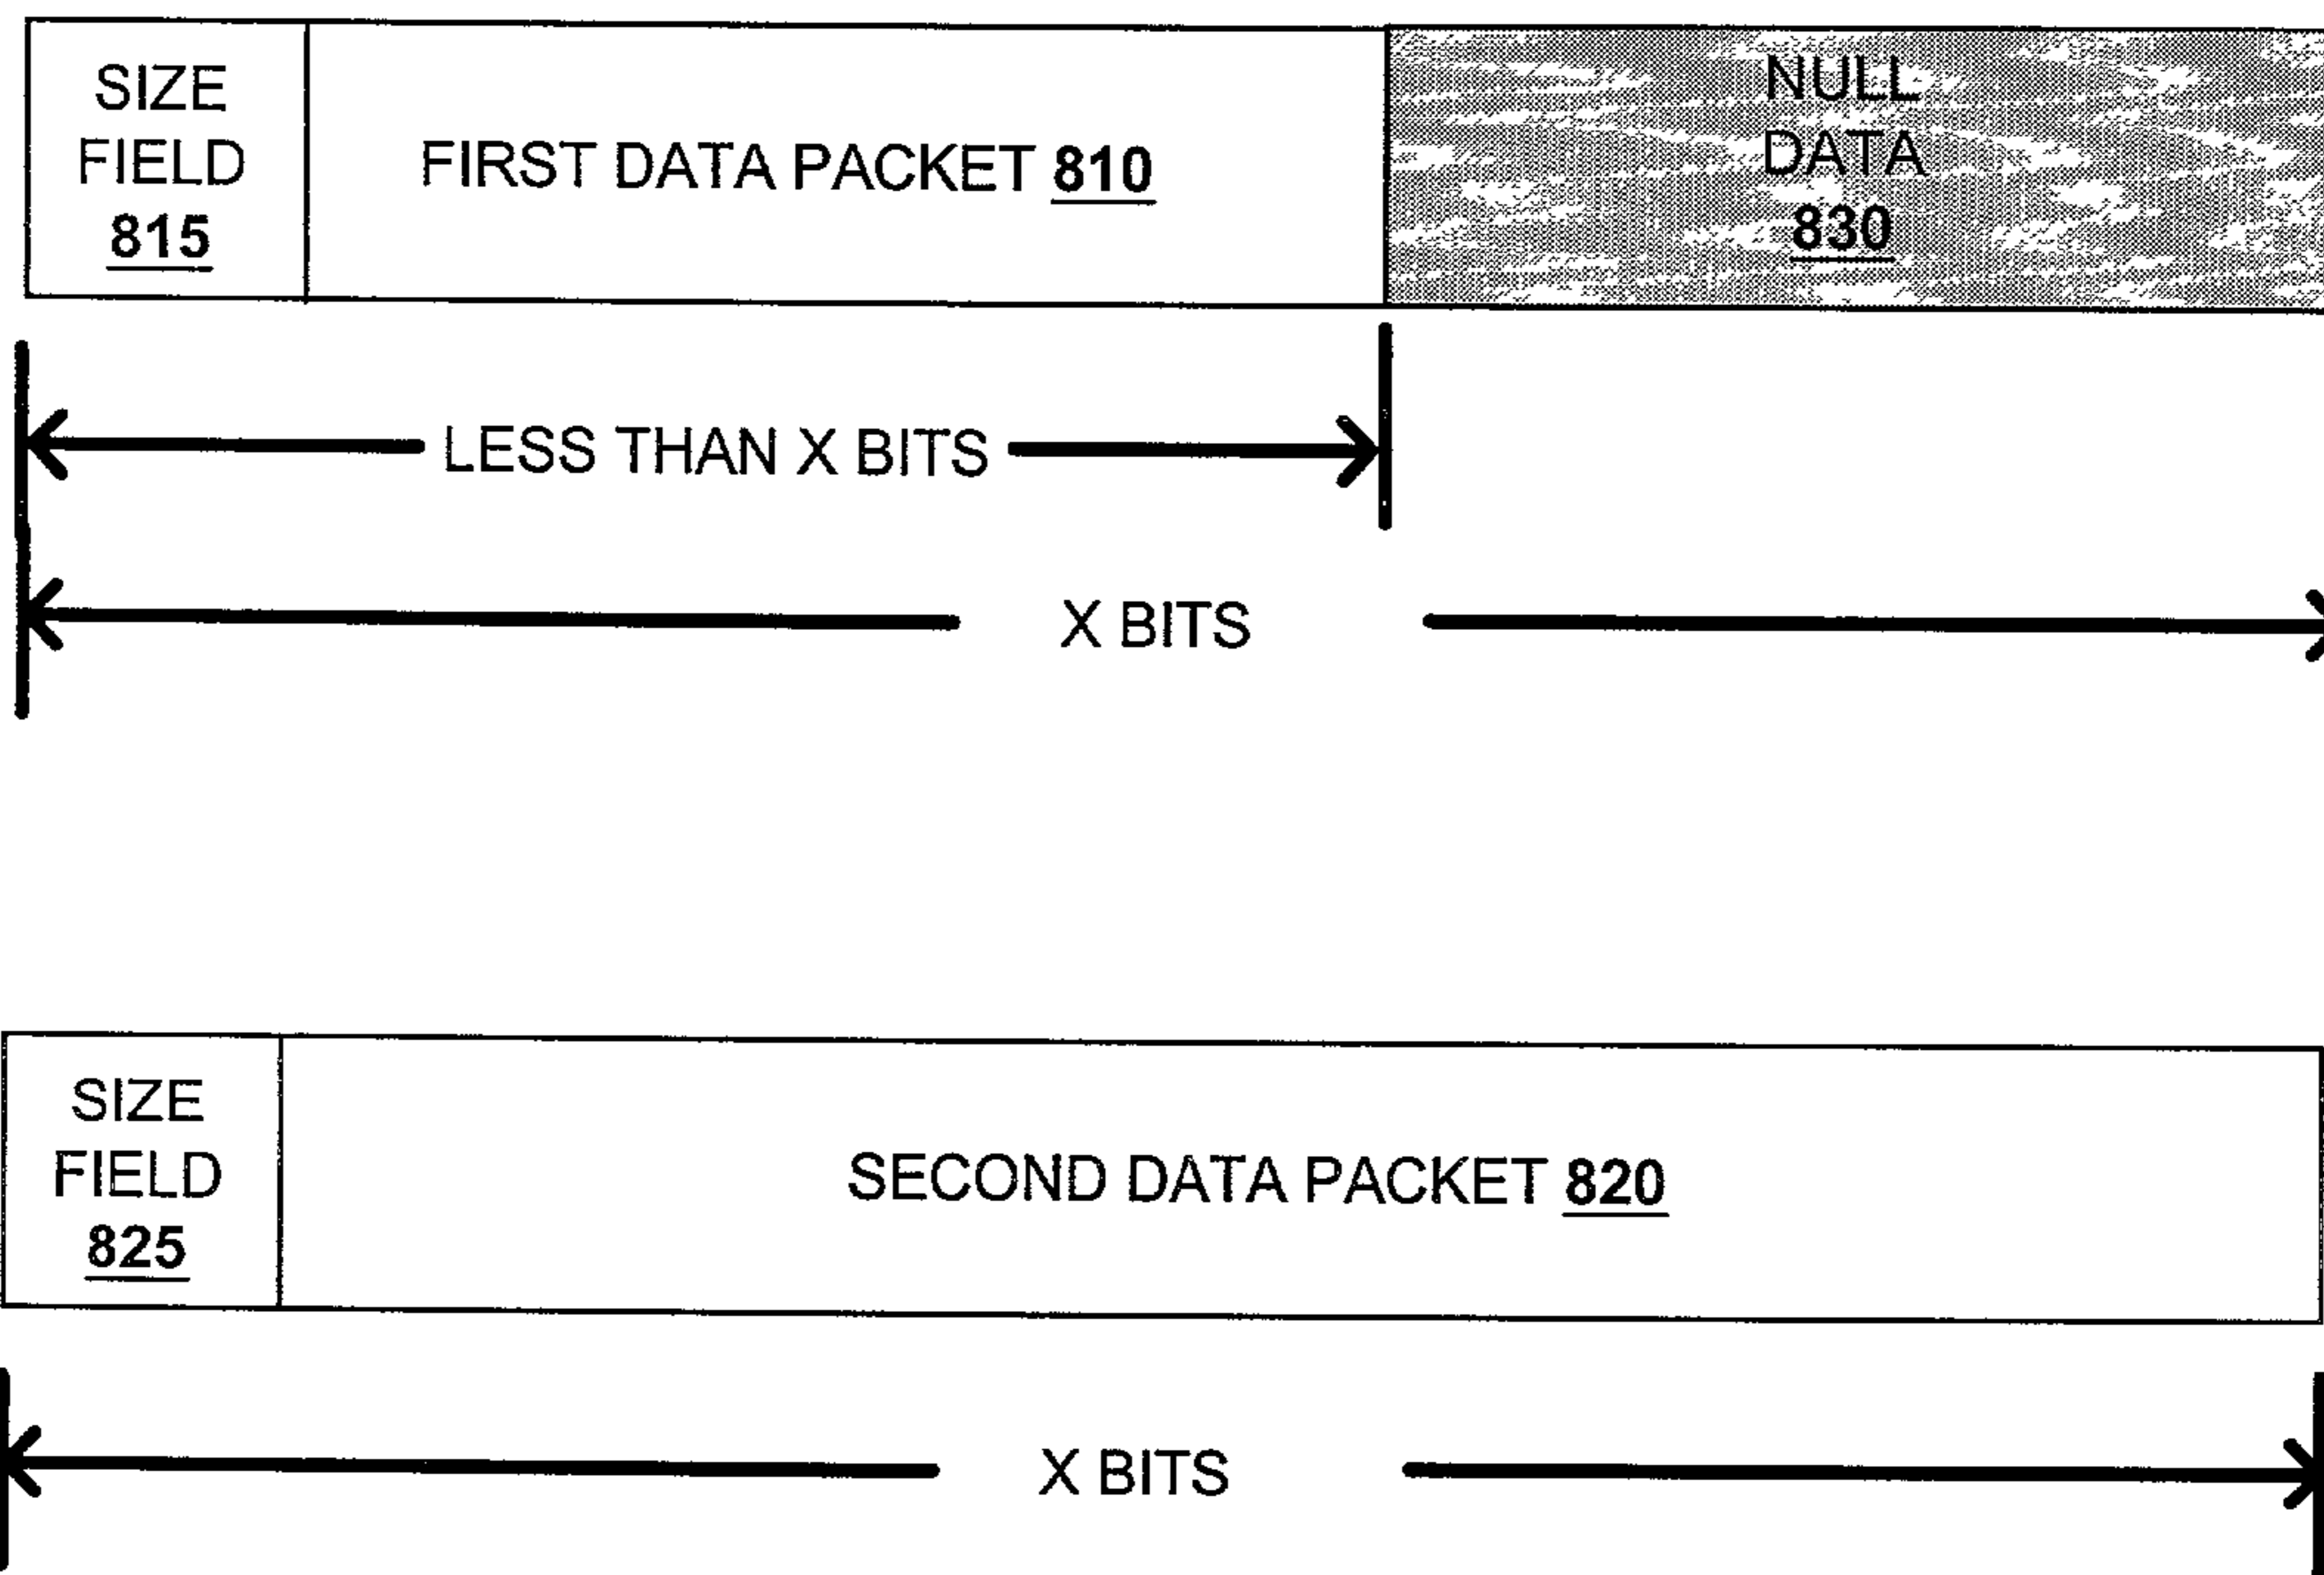 SIZE
FIELD
815
FIRST DATA PACKET 810
NULL
DATA
830
LESS THAN X BITS
X BITS
SIZE
FIELD
825
SECOND DATA PACKET 820
X BITS